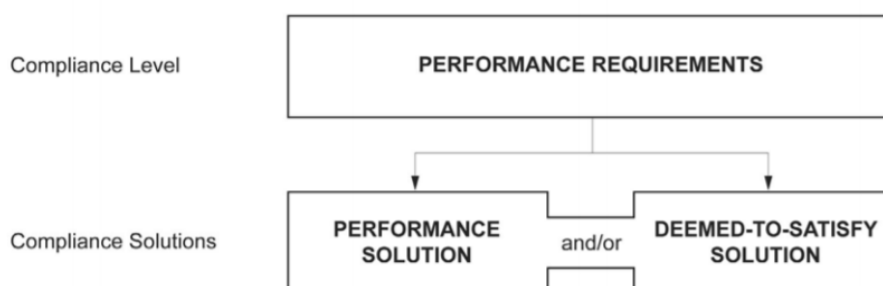 Compliance Level
PERFORMANCE REQUIREMENTS
Compliance Solutions
PERFORMANCE
SOLUTION
and/or
DEEMED-TO-SATISFY
SOLUTION